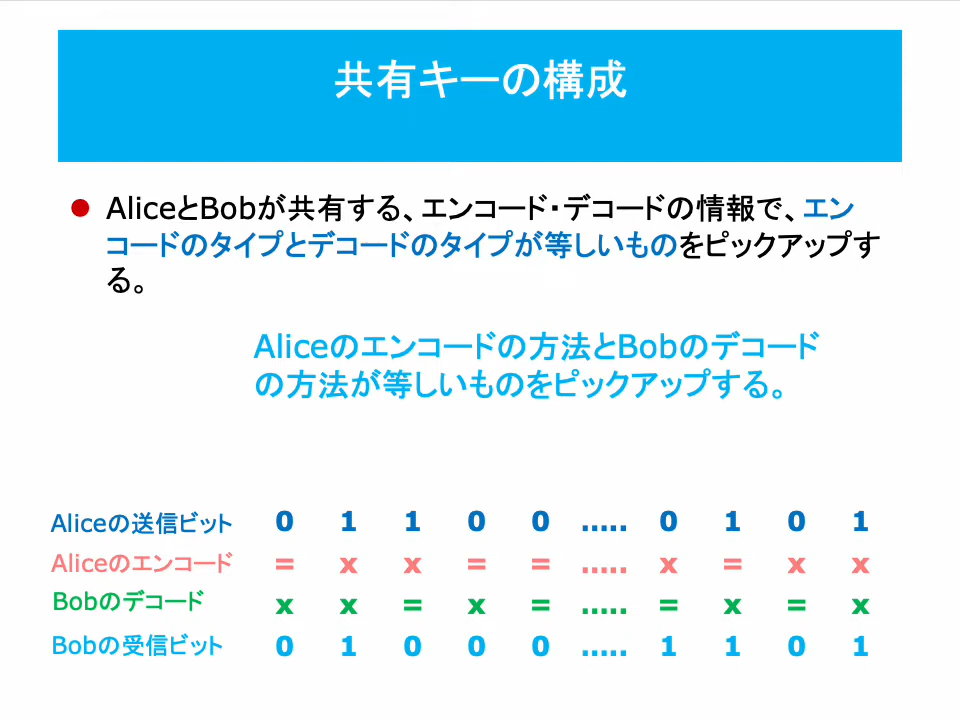 共有キーの構成
● AliceとBobが共有する、エンコード・デコードの情報で、エン
コードのタイプとデコードのタイプが等しいものをピックアップす
る。
Aliceのエンコードの方法とBobのデコード
の方法が等しいものをピックアップする。
Aliceの送信ビット 0 1 1 0 0 ..... 0 1 0 1
Aliceのエンコード = x x = = ..... x = x x
Bobのデコード x x = x = ..... = x = x
Bobの受信ビット 0 1 0 0 0 ..... 1 1 0 1